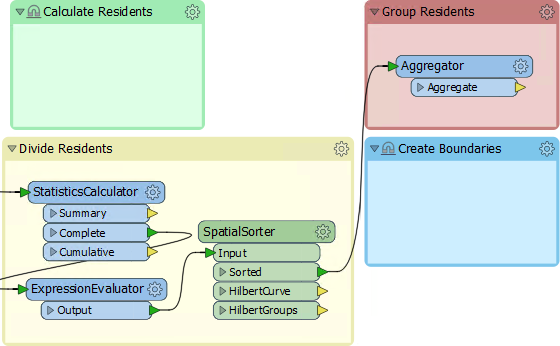 Calculate Residents
Group Residents
Aggregator
Aggregate
Divide Residents
Create Boundaries
StatisticsCalculator
Summary
Complete
Cumulative
SpatialSorter
Input
Sorted
HilbertCurve
HilbertGroups
ExpressionEvaluator
Output